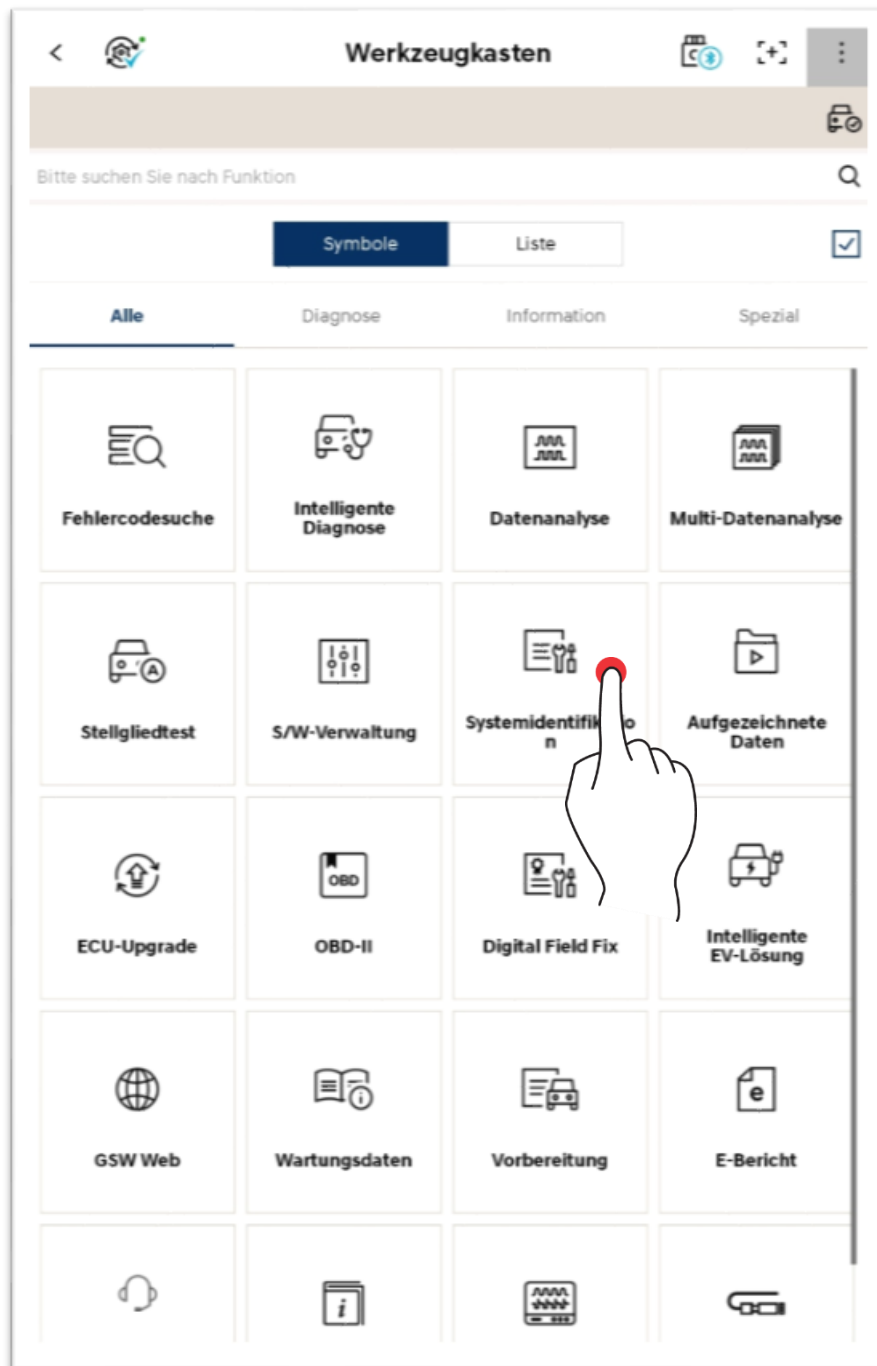 Werkzeugkasten
Bitte suchen Sie nach Funktion
Symbole
Liste
Alle
Diagnose
Information
Spezial
Fehlercodesuche
Intelligente
Diagnose
Datenanalyse
Multi-Datenanalyse
Stellgliedtest
S/W-Verwaltung
n
Aufgezeichnete
Daten
ECU-Upgrade
OBD
OBD-II
Digital Field Fix
Intelligente
EV-Lösung
GSW Web
Wartungsdaten
Vorbereitung
e
E-Bericht
i